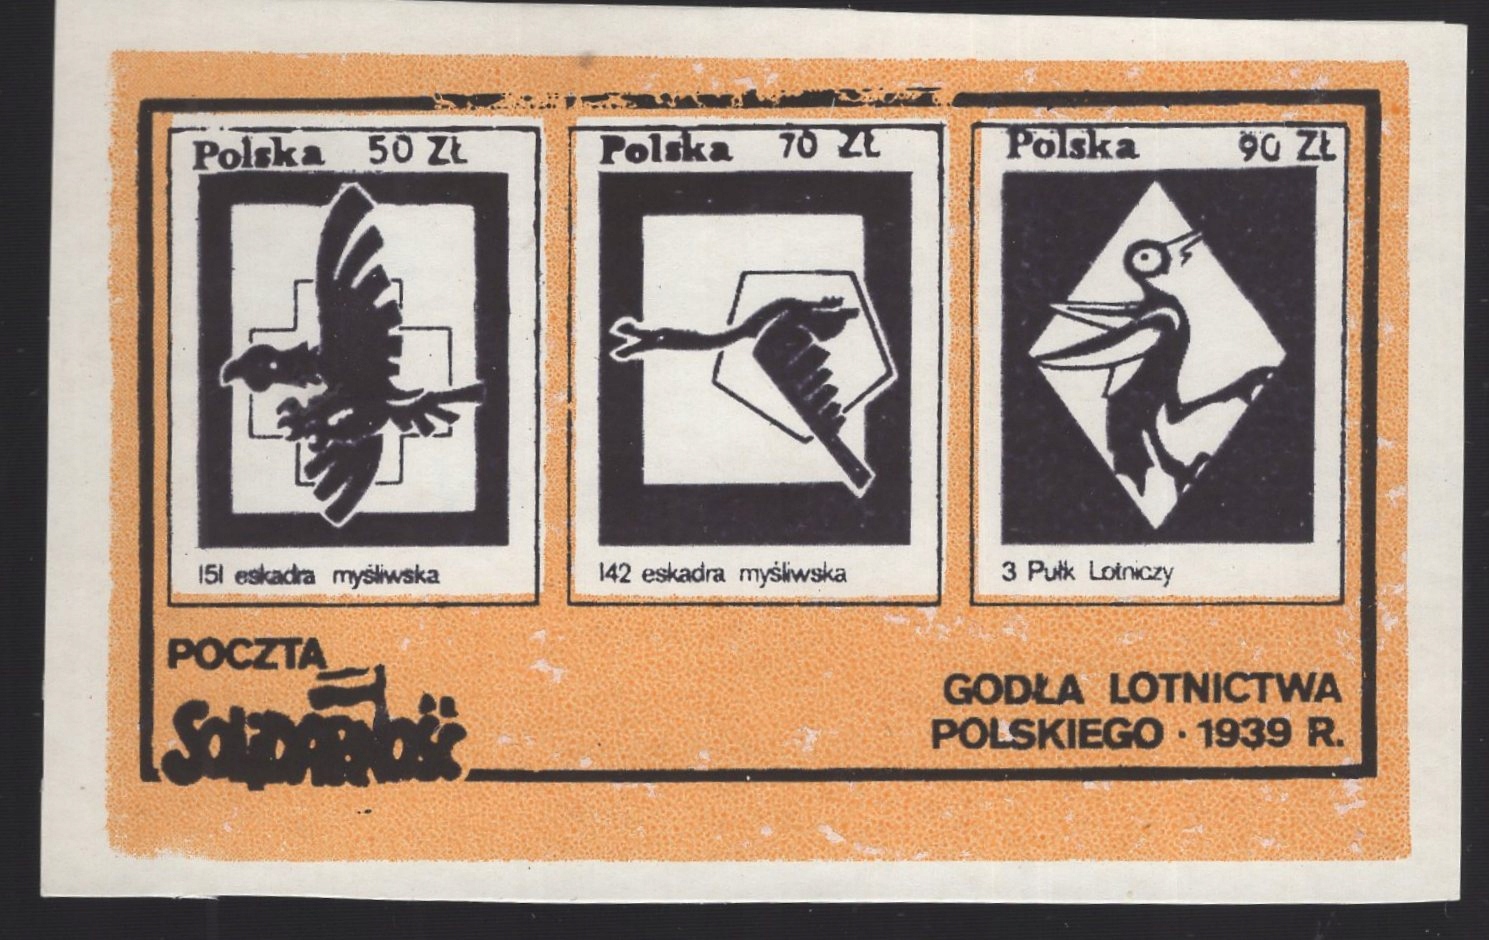 Polska 50 ZŁ
151 eskadra myśliwska
Polska 70 ZŁ
142 eskadra myśliwska
Polska 90 ZŁ
3 Pułk Lotniczy
POCZTA
SOLIDARNOŚĆ
GODŁA LOTNICTWA
POLSKIEGO · 1939 R.